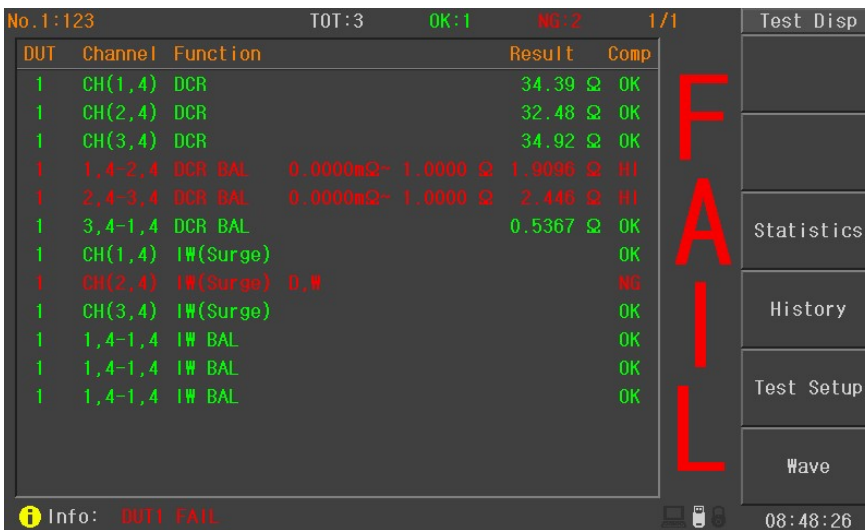 No.1:123 TOT:3 OK:1 NG:2 1/1 Test Disp
DUT Channel Function Result Comp
1 CH(1,4) DCR 34.39 Ω OK
1 CH(2,4) DCR 32.48 Ω OK
1 CH(3,4) DCR 34.92 Ω OK
1 1,4-2,4 DCR BAL 0.0000mΩ~ 1.0000 Ω 1.9096 Ω HI
1 2,4-3,4 DCR BAL 0.0000mΩ~ 1.0000 Ω 2.446 Ω HI
1 3,4-1,4 DCR BAL 0.5367 Ω OK
1 CH(1,4) IW(Surge) OK
1 CH(2,4) IW(Surge) D,W NG
1 CH(3,4) IW(Surge) OK
1 1,4-1,4 IW BAL OK
1 1,4-1,4 IW BAL OK
1 1,4-1,4 IW BAL OK
FAIL
Statistics
History
Test Setup
Wave
i Info: DUT1 FAIL 08:48:26